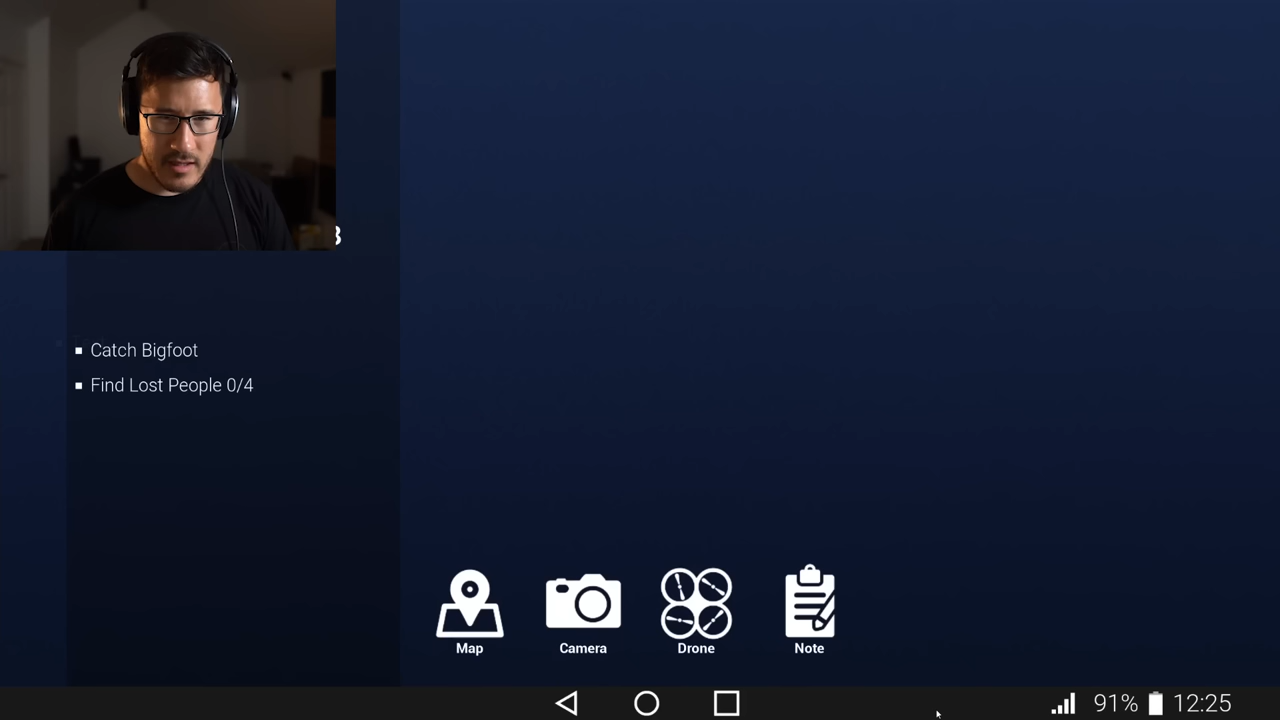 Catch Bigfoot
Find Lost People 0/4
Map
Camera
Drone
Note
91%
12:25